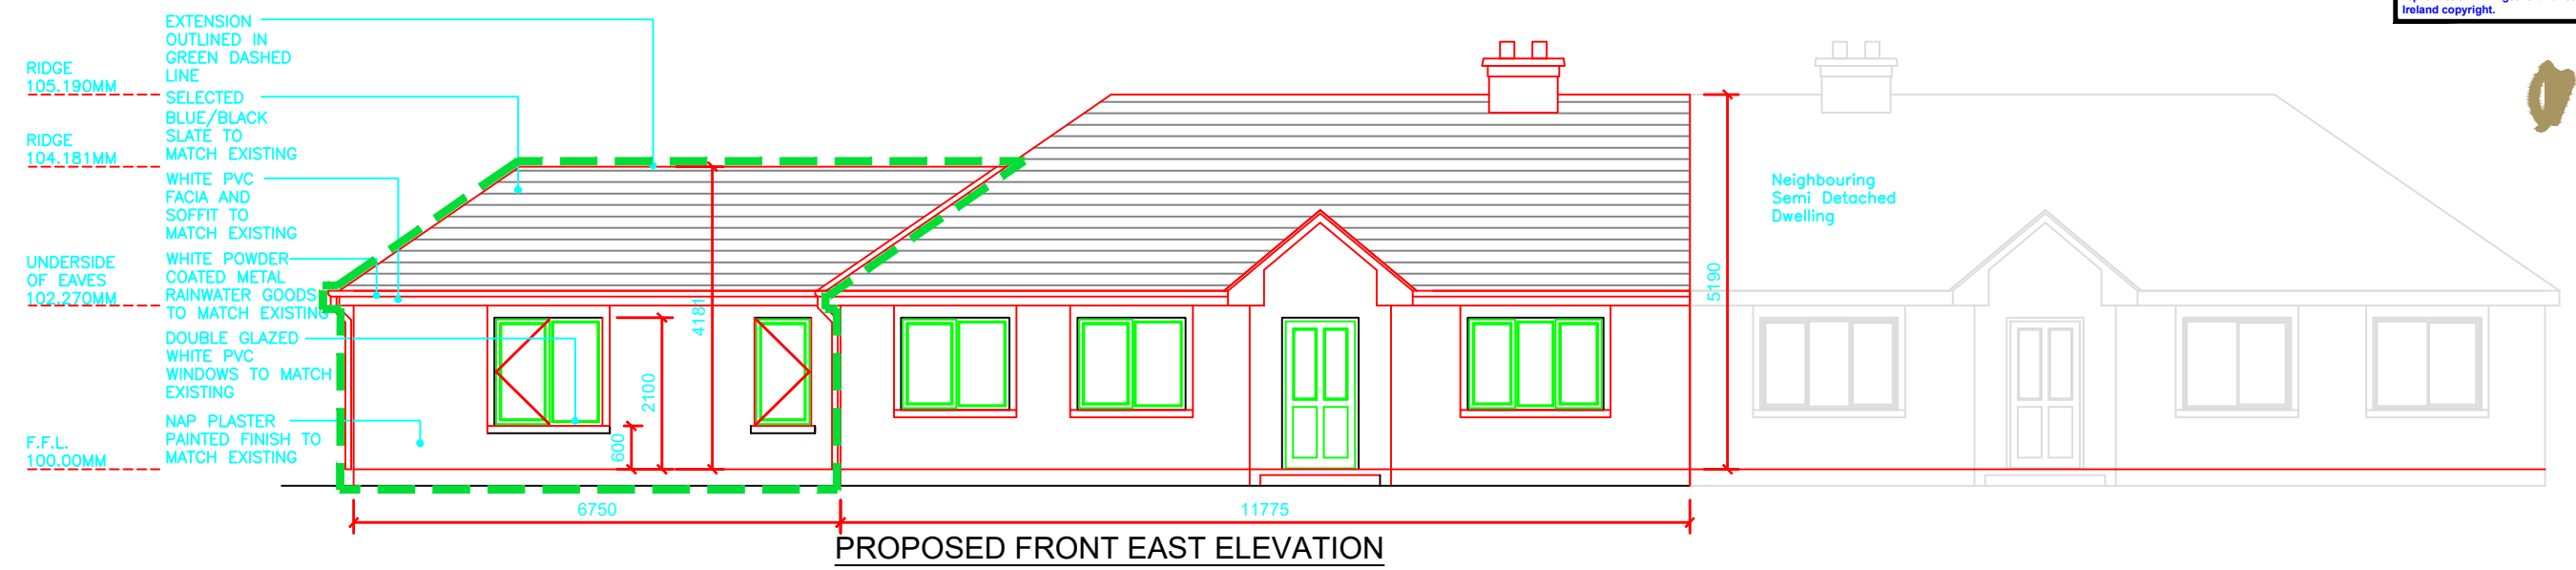 Ireland copyright.
EXTENSION
OUTLINED IN
GREEN DASHED
LINE
RIDGE
105.190MM
SELECTED
BLUE/BLACK
SLATE TO
MATCH EXISTING
RIDGE
104.181MM
WHITE PVC
FACIA AND
SOFFIT TO
MATCH EXISTING
UNDERSIDE
OF EAVES
102.270MM
WHITE POWDER
COATED METAL
RAINWATER GOODS
TO MATCH EXISTING
DOUBLE GLAZED
WHITE PVC
WINDOWS TO MATCH
EXISTING
NAP PLASTER
PAINTED FINISH TO
MATCH EXISTING
F.F.L.
100.00MM
600
2100
4181
5190
Neighbouring
Semi Detached
Dwelling
6750
11775
PROPOSED FRONT EAST ELEVATION